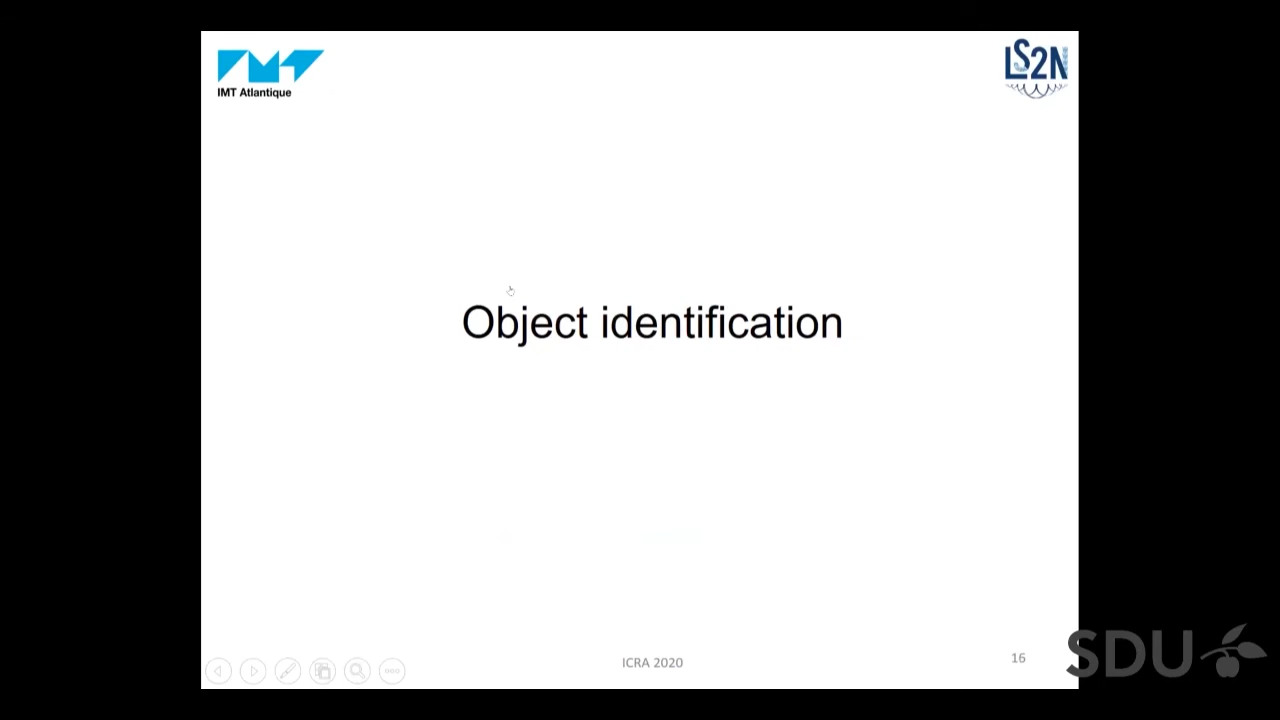 IMT Atlantique
LS2N
Object identification
ICRA 2020
16
SDU